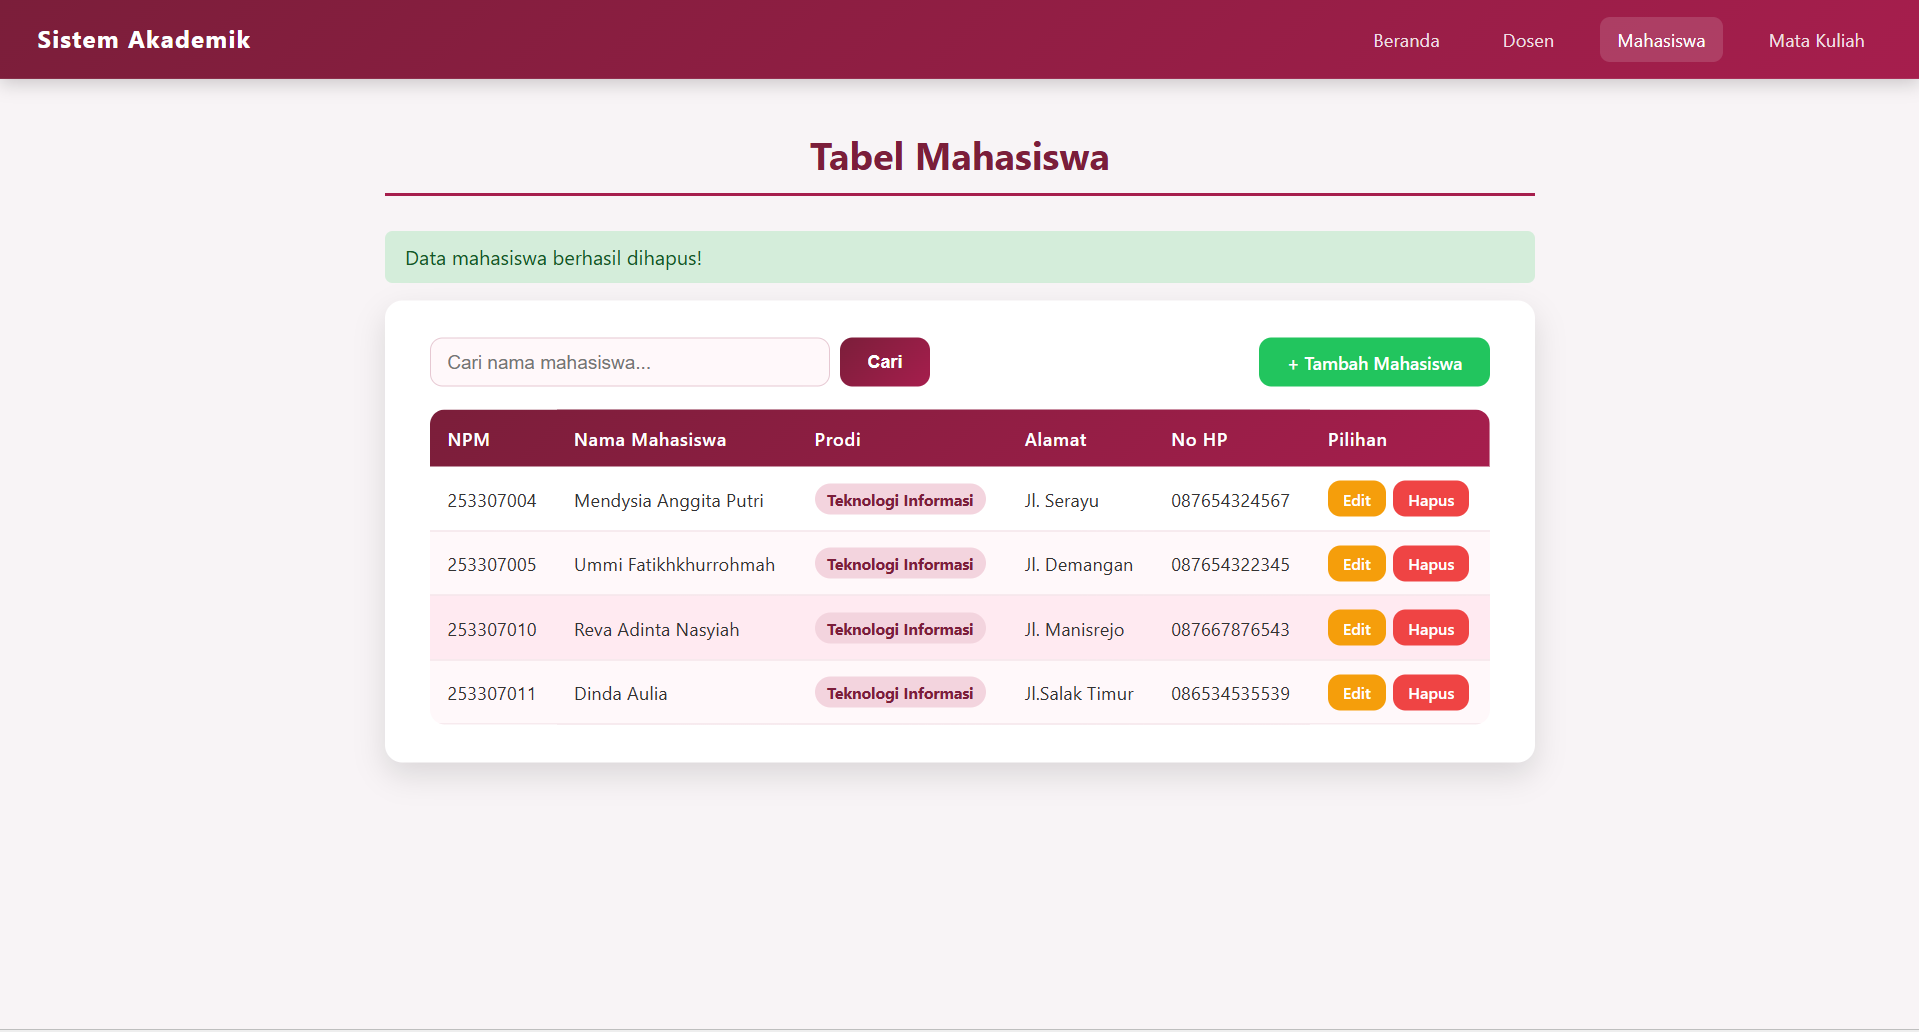 Sistem Akademik Beranda Dosen Mahasiswa Mata Kuliah
Tabel Mahasiswa
Data mahasiswa berhasil dihapus!
Cari nama mahasiswa... Cari + Tambah Mahasiswa
NPM Nama Mahasiswa Prodi Alamat No HP Pilihan
253307004 Mendysia Anggita Putri Teknologi Informasi Jl. Serayu 087654324567 Edit Hapus
253307005 Ummi Fatikhkhurrohmah Teknologi Informasi Jl. Demangan 087654322345 Edit Hapus
253307010 Reva Adinta Nasyiah Teknologi Informasi Jl. Manisrejo 087667876543 Edit Hapus
253307011 Dinda Aulia Teknologi Informasi Jl.Salak Timur 086534535539 Edit Hapus